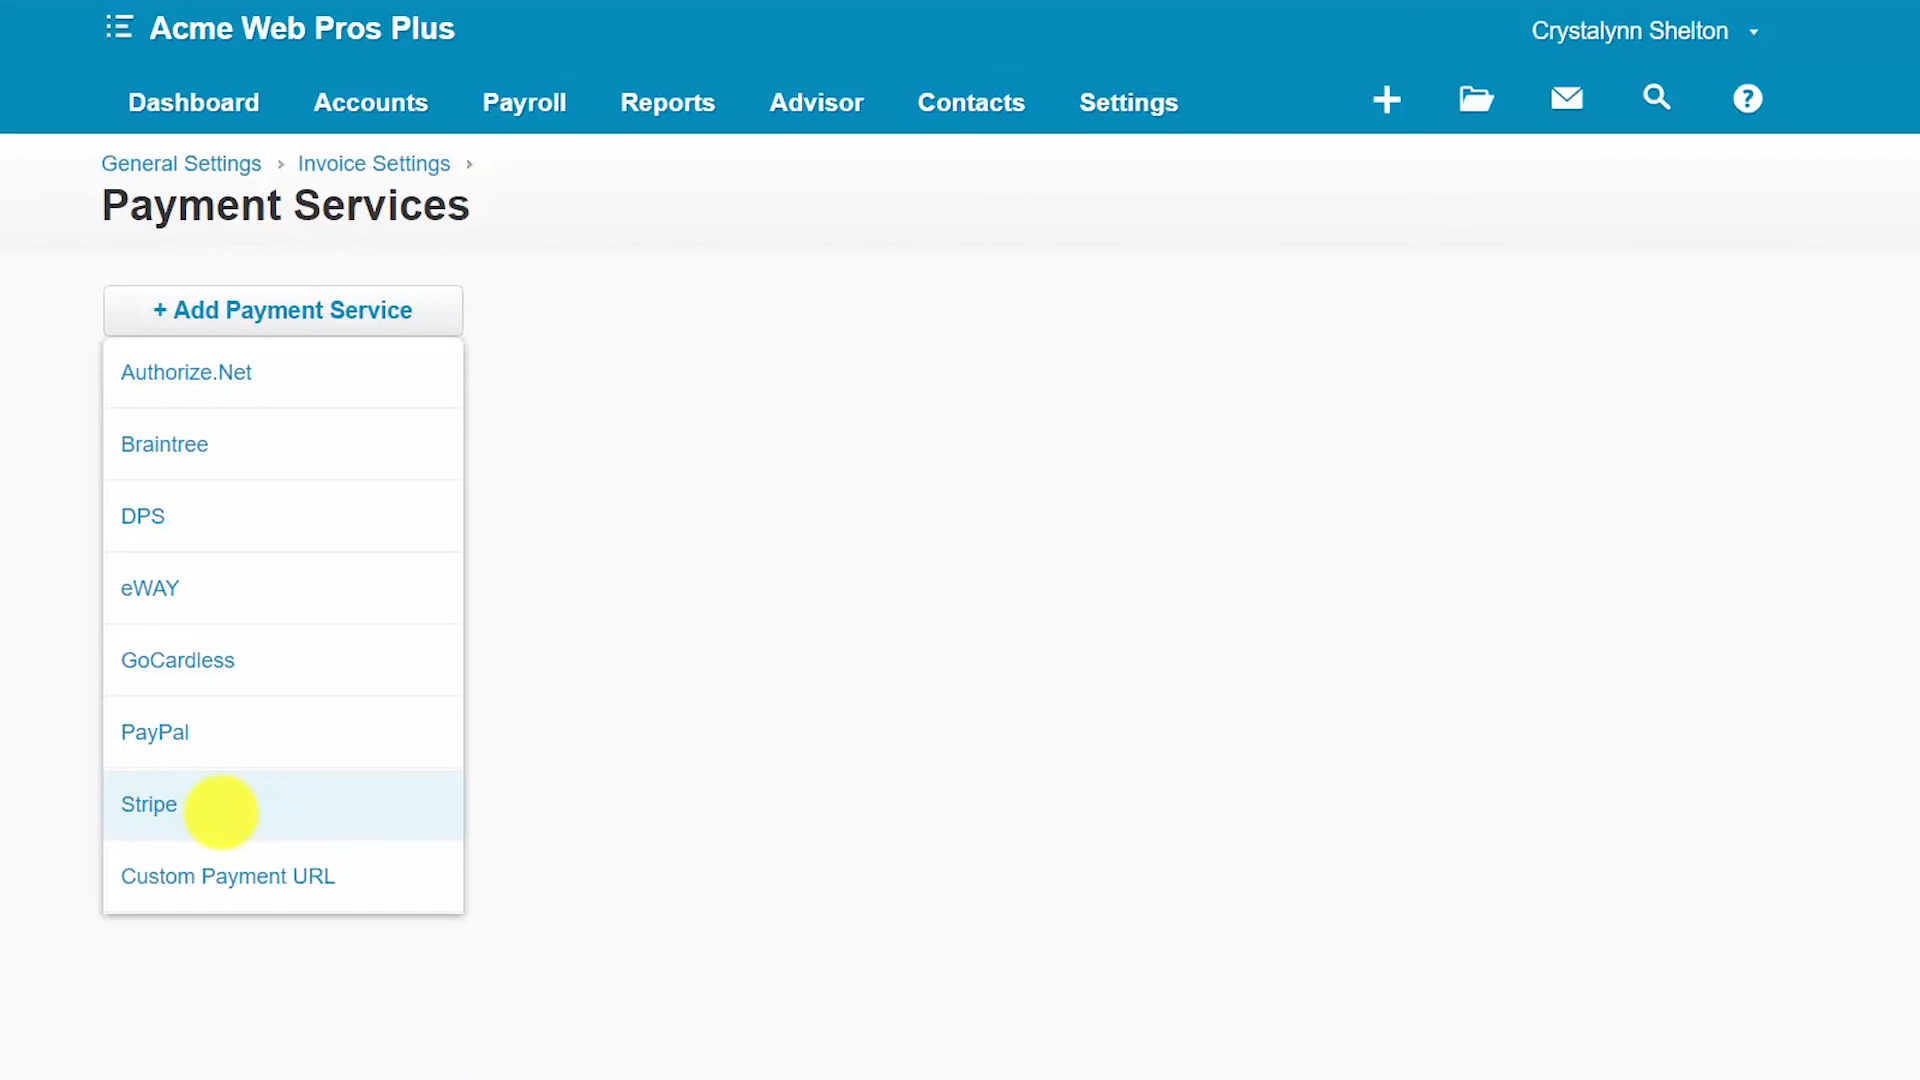 Acme Web Pros Plus
Crystalynn Shelton
Dashboard Accounts Payroll Reports Advisor Contacts Settings
General Settings › Invoice Settings ›
Payment Services
+ Add Payment Service
Authorize.Net
Braintree
DPS
eWAY
GoCardless
PayPal
Stripe
Custom Payment URL